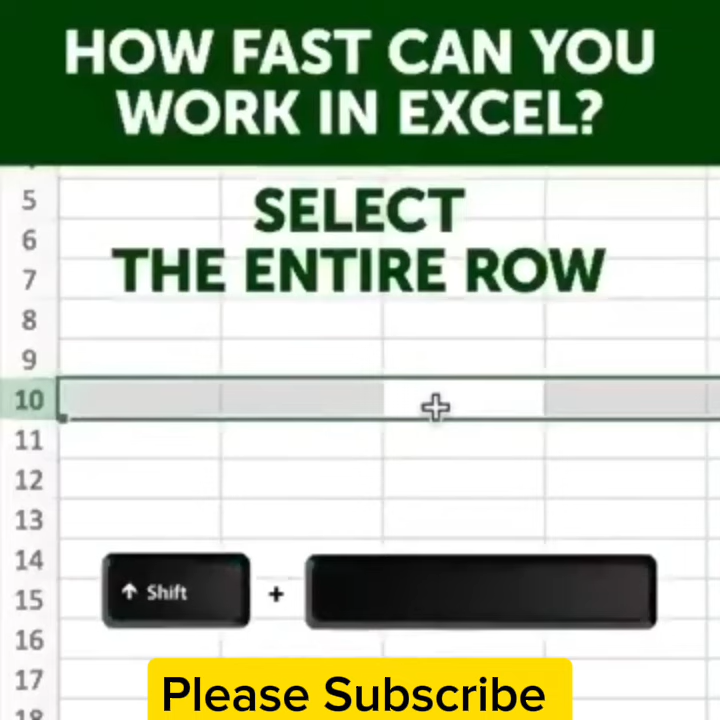 HOW FAST CAN YOU
WORK IN EXCEL?
SELECT
THE ENTIRE ROW
5
6
7
8
9
10
11
12
13
14
15
16
17
↑ Shift
+
Please Subscribe